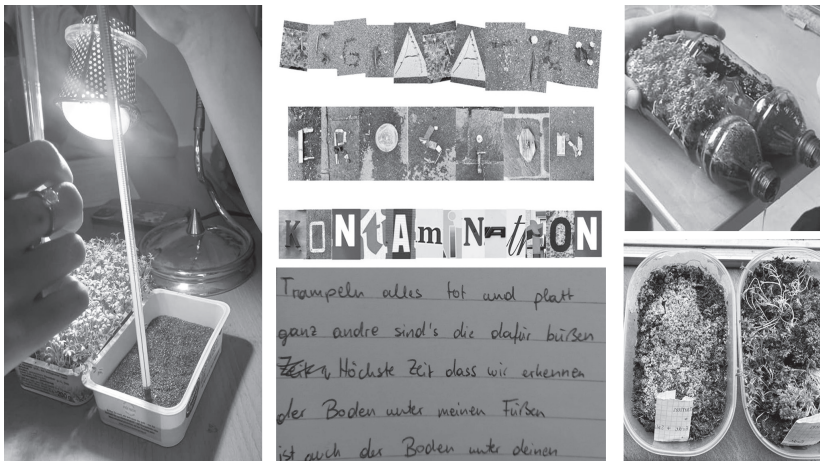 EROSION
KONTAMINATION
Trampeln alles tot und platt
ganz andre sind's die dafür büßen
Höchste Zeit dass wir erkennen
der Boden unter meinen Füßen
ist auch der Boden unter deinen